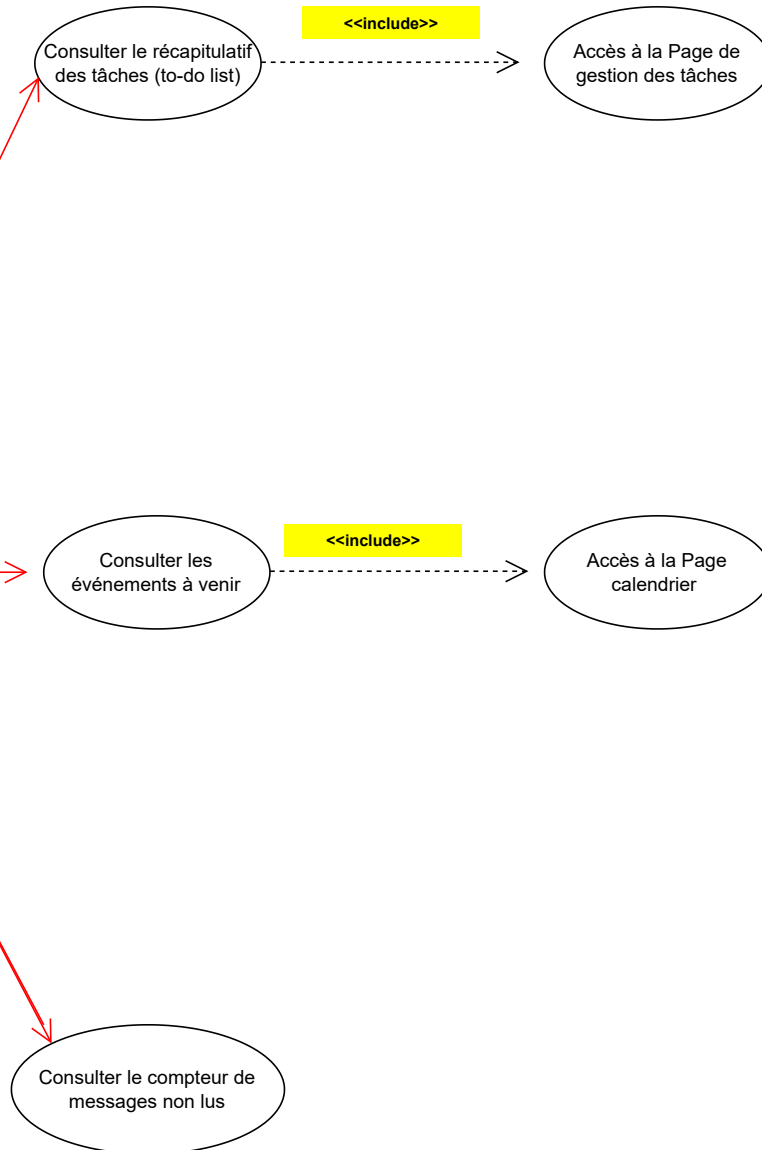 <<include>>
Consulter le récapitulatif
des tâches (to-do list)
Accès à la Page de
gestion des tâches
<<include>>
Consulter les
événements à venir
Accès à la Page
calendrier
Consulter le compteur de
messages non lus